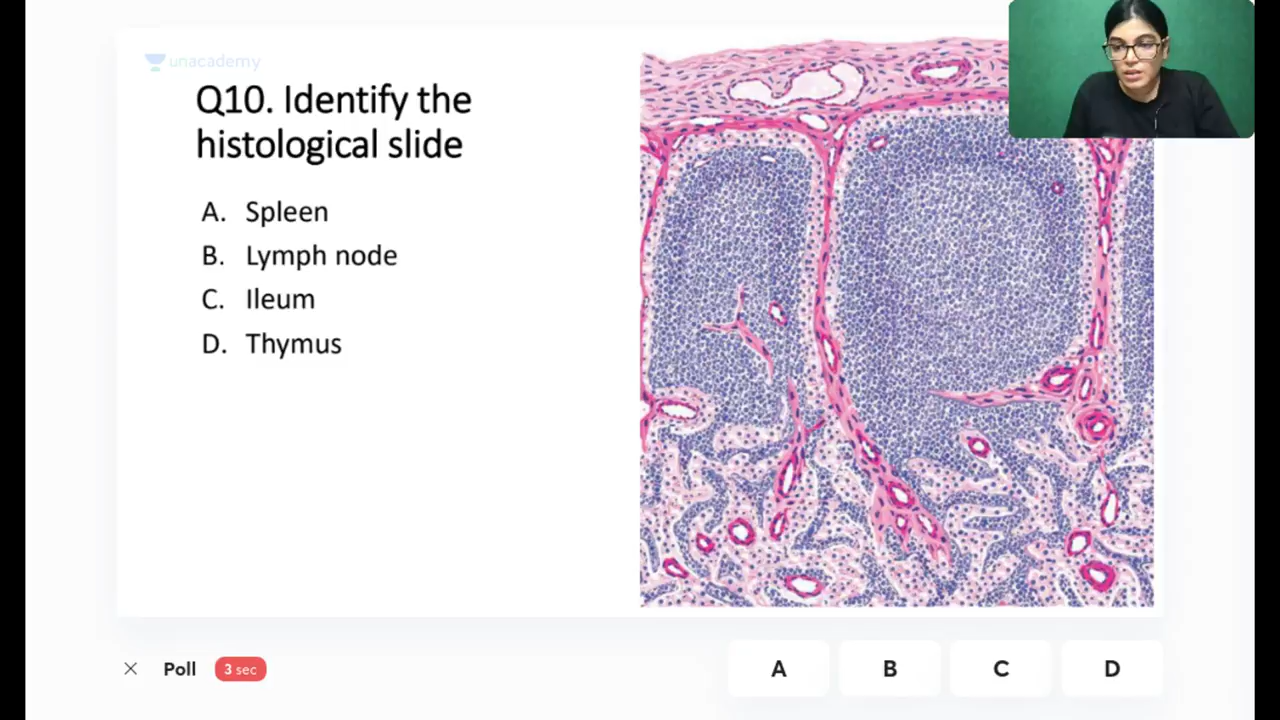 unacademy
Q10. Identify the
histological slide
A. Spleen
B. Lymph node
C. Ileum
D. Thymus
Poll
3 sec
A
B
C
D